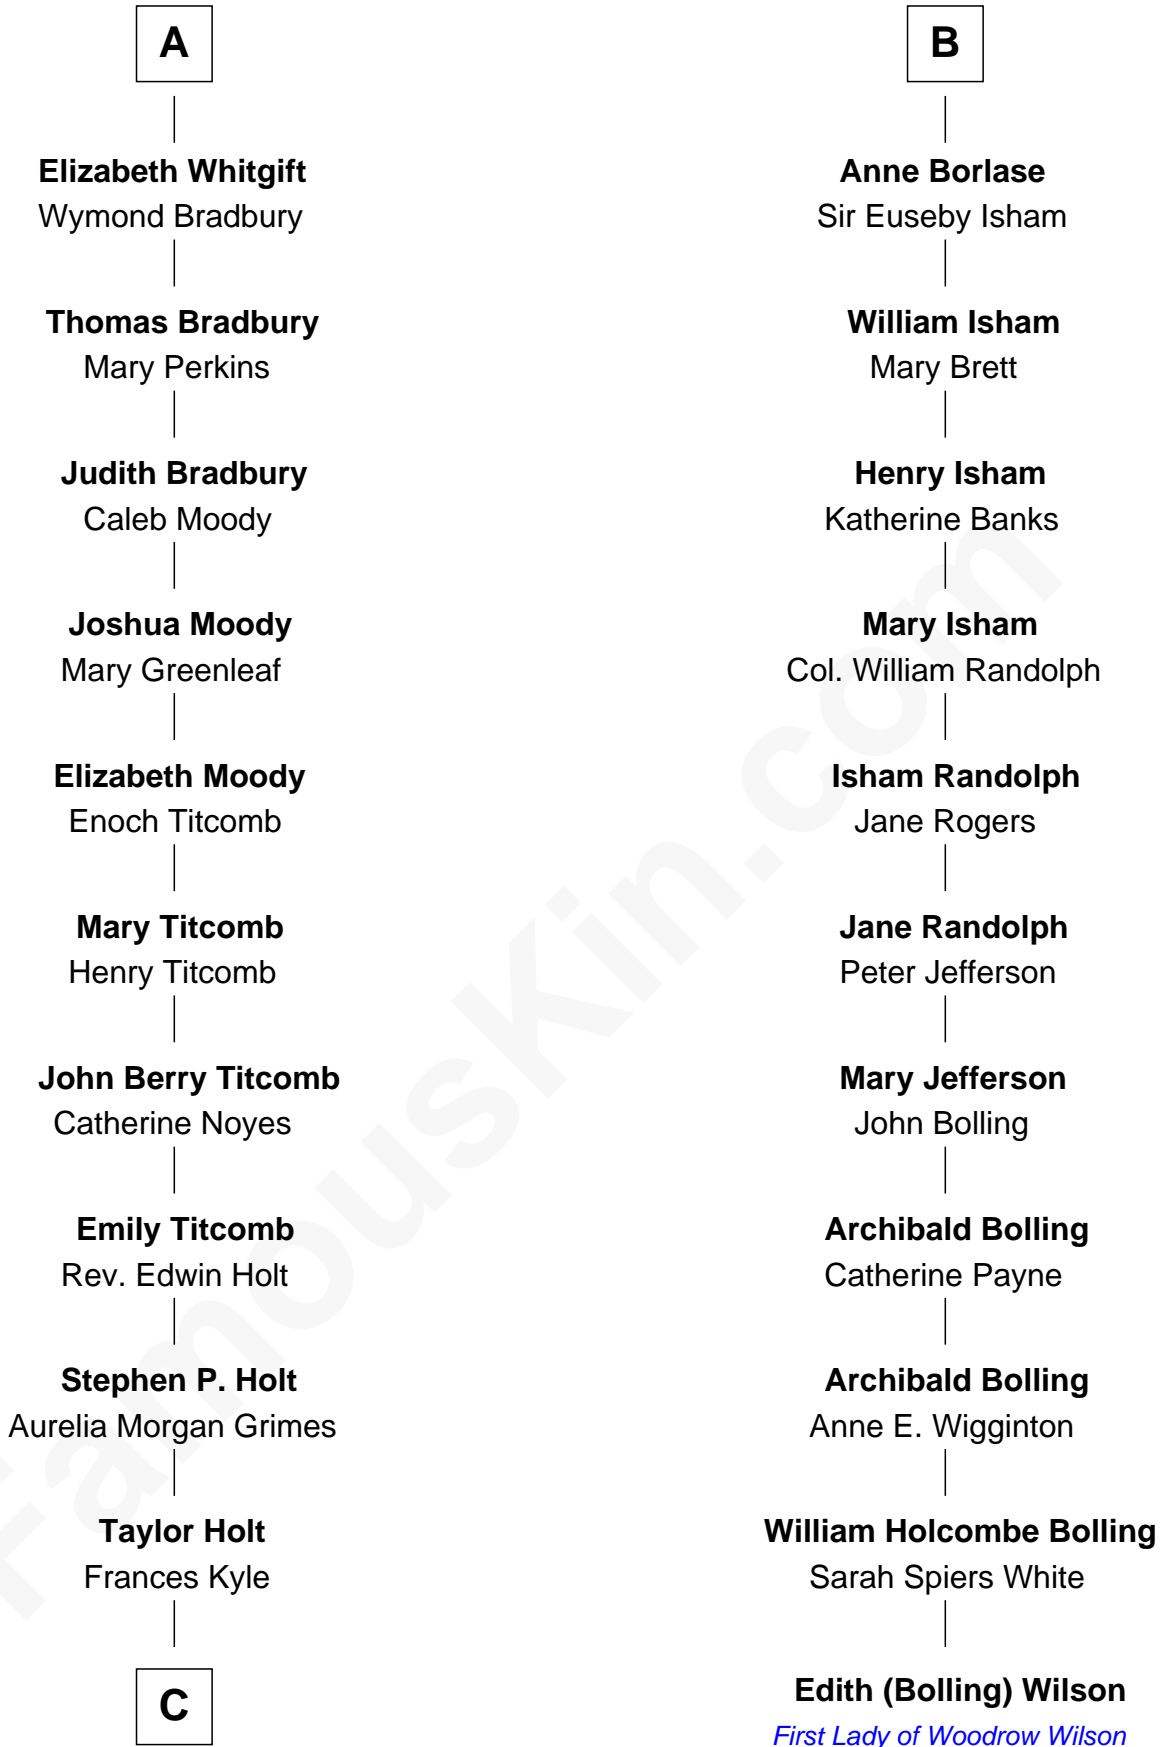 A
Elizabeth Whitgift
Wymond Bradbury
Thomas Bradbury
Mary Perkins
Judith Bradbury
Caleb Moody
Joshua Moody
Mary Greenleaf
Elizabeth Moody
Enoch Titcomb
Mary Titcomb
Henry Titcomb
John Berry Titcomb
Catherine Noyes
Emily Titcomb
Rev. Edwin Holt
Stephen P. Holt
Aurelia Morgan Grimes
Taylor Holt
Frances Kyle
C
B
Anne Borlase
Sir Euseby Isham
William Isham
Mary Brett
Henry Isham
Katherine Banks
Mary Isham
Col. William Randolph
Isham Randolph
Jane Rogers
Jane Randolph
Peter Jefferson
Mary Jefferson
John Bolling
Archibald Bolling
Catherine Payne
Archibald Bolling
Anne E. Wigginton
William Holcombe Bolling
Sarah Spiers White
Edith (Bolling) Wilson
First Lady of Woodrow Wilson
FamousKin.com